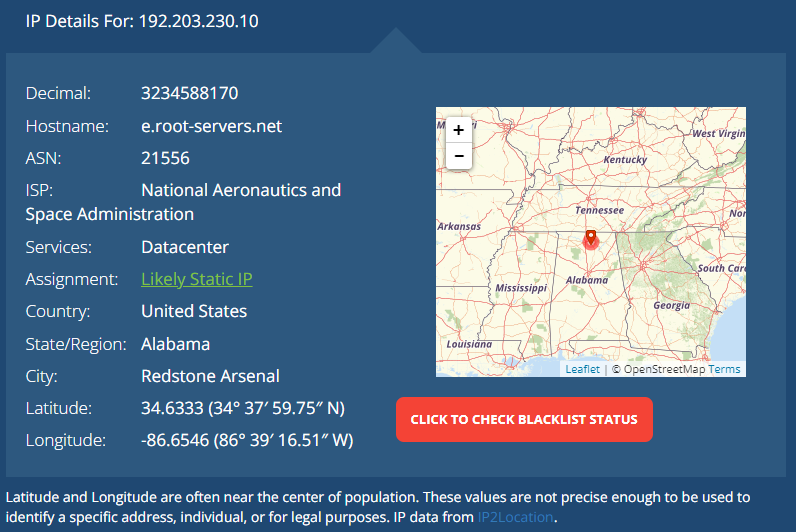 IP Details For: 192.203.230.10
Decimal: 3234588170
Hostname: e.root-servers.net
ASN: 21556
ISP: National Aeronautics and
Space Administration
Services: Datacenter
Assignment: Likely Static IP
Country: United States
State/Region: Alabama
City: Redstone Arsenal
Latitude: 34.6333 (34° 37′ 59.75″ N)
Longitude: -86.6546 (86° 39′ 16.51″ W)
+
−
West Virgin
Kentucky
Tennessee
Nor
Arkansas
South Car
Alabama
Mississippi
Georgia
Louisiana
Leaflet | © OpenStreetMap Terms
CLICK TO CHECK BLACKLIST STATUS
Latitude and Longitude are often near the center of population. These values are not precise enough to be used to
identify a specific address, individual, or for legal purposes. IP data from IP2Location.